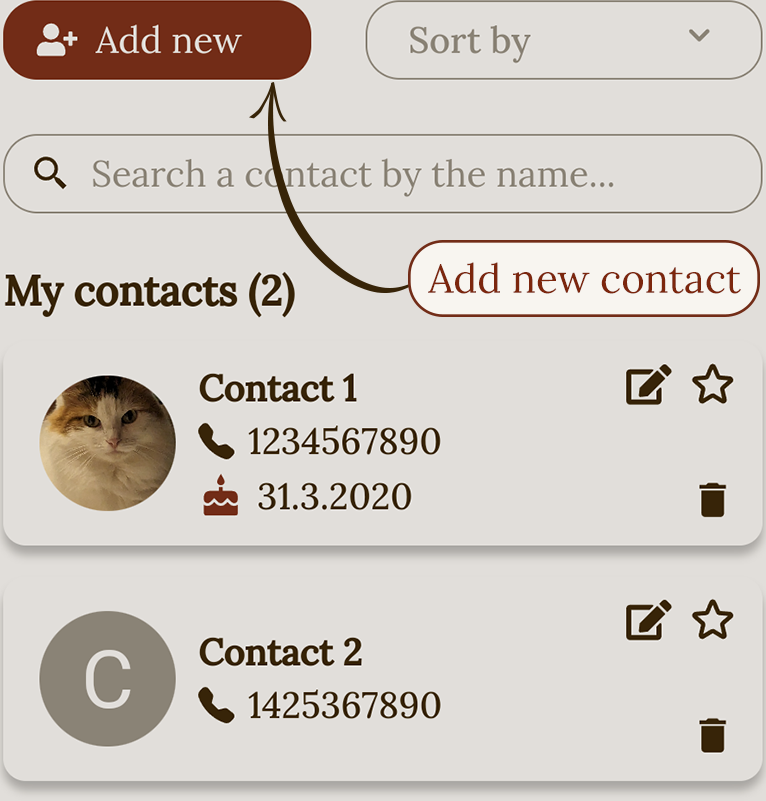 Add new
Sort by
Search a contact by the name...
Add new contact
My contacts (2)
Contact 1
1234567890
31.3.2020
C
Contact 2
1425367890